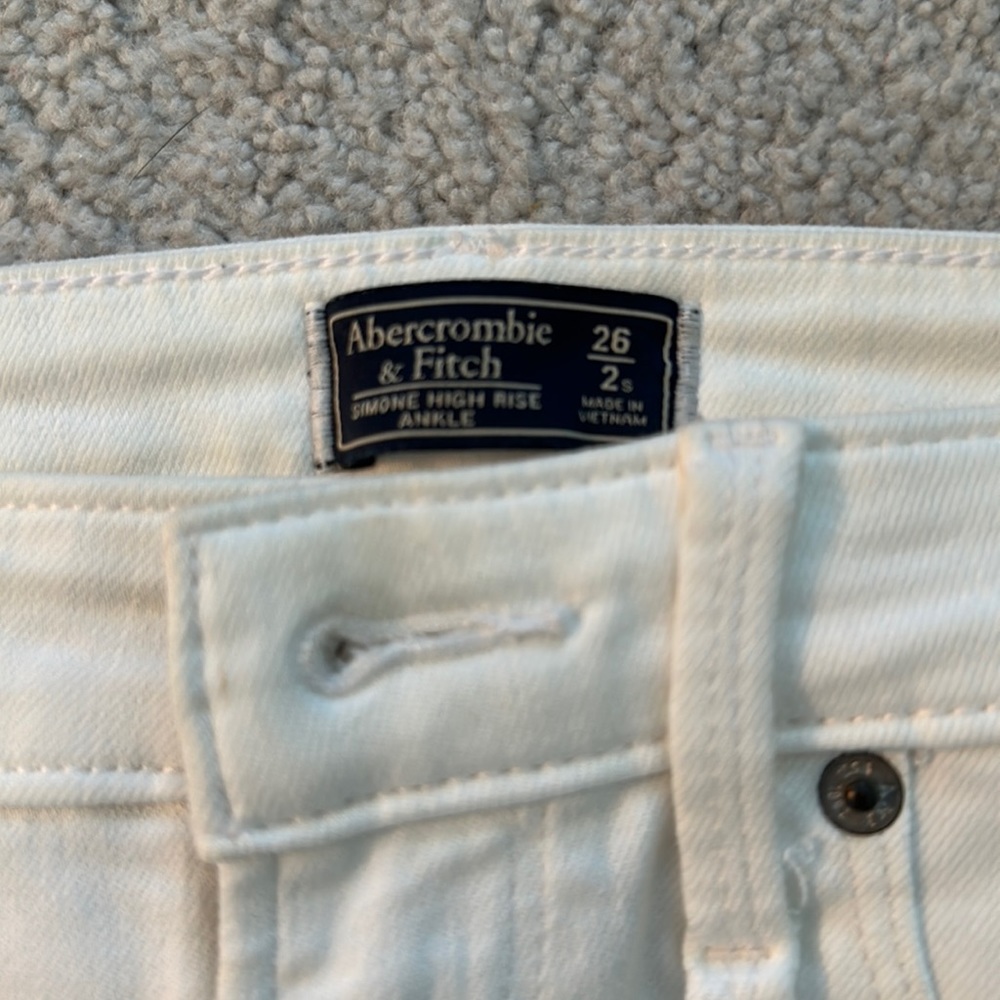 Abercrombie
& Fitch
SIMONE HIGH RISE
ANKLE
26
2s
MADE IN
VIETNAM